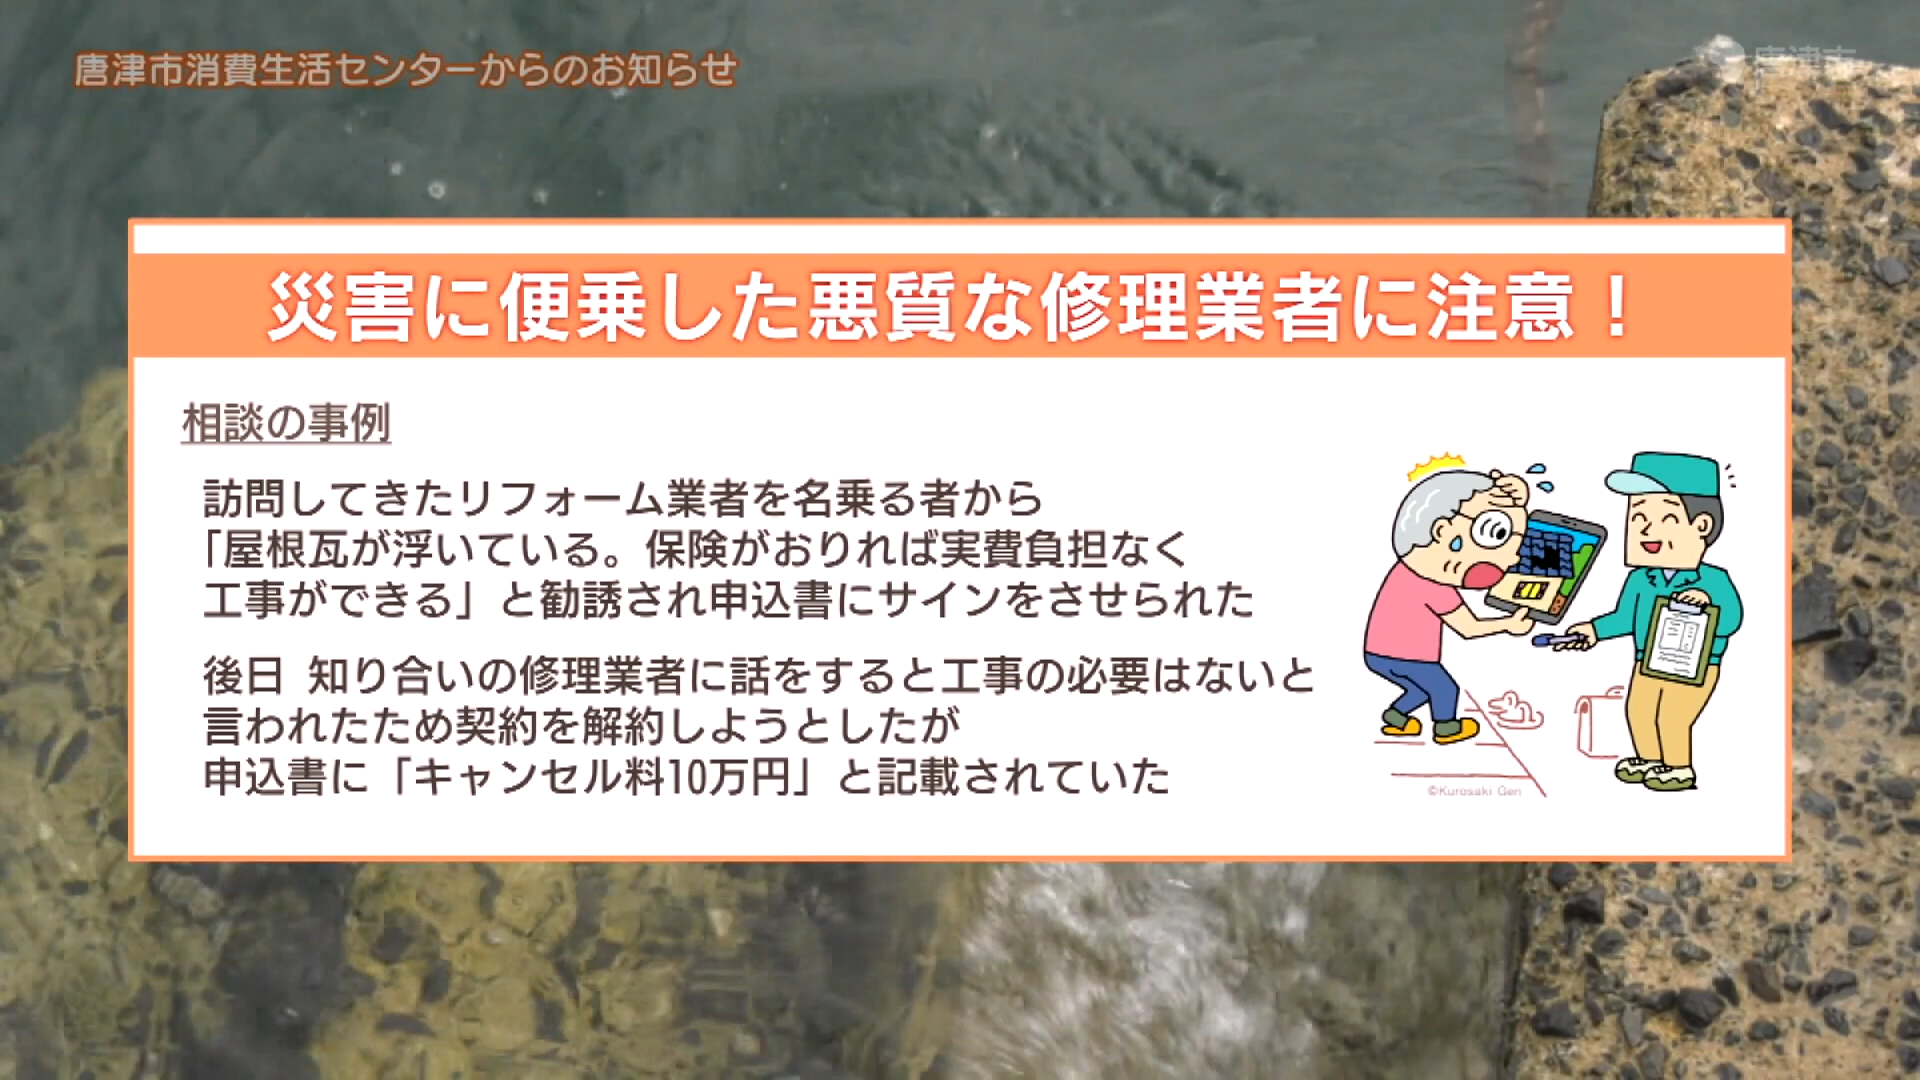 唐津市消費生活センターからのお知らせ
唐津市
災害に便乗した悪質な修理業者に注意！
相談の事例
訪問してきたリフォーム業者を名乗る者から
「屋根瓦が浮いている。保険がおりれば実費負担なく
工事ができる」と勧誘され申込書にサインをさせられた
後日 知り合いの修理業者に話をすると工事の必要はないと
言われたため契約を解約しようとしたが
申込書に「キャンセル料10万円」と記載されていた
©Kurosaki Gen